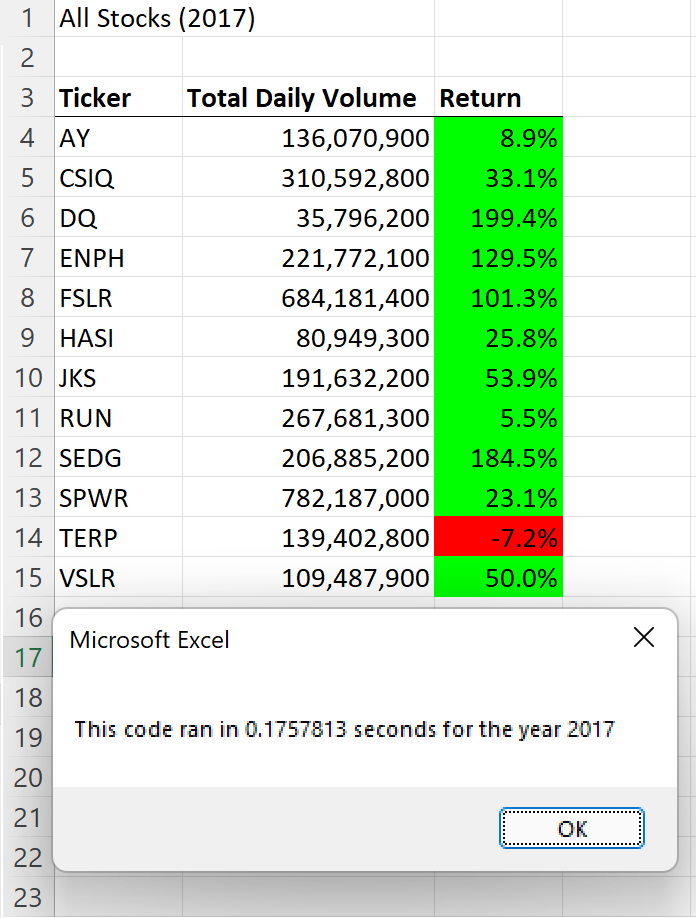 1 All Stocks (2017)
2
3 Ticker Total Daily Volume Return
4 AY 136,070,900 8.9%
5 CSIQ 310,592,800 33.1%
6 DQ 35,796,200 199.4%
7 ENPH 221,772,100 129.5%
8 FSLR 684,181,400 101.3%
9 HASI 80,949,300 25.8%
10 JKS 191,632,200 53.9%
11 RUN 267,681,300 5.5%
12 SEDG 206,885,200 184.5%
13 SPWR 782,187,000 23.1%
14 TERP 139,402,800 -7.2%
15 VSLR 109,487,900 50.0%
16
Microsoft Excel
17
18
This code ran in 0.1757813 seconds for the year 2017
19
20
21
OK
22
23